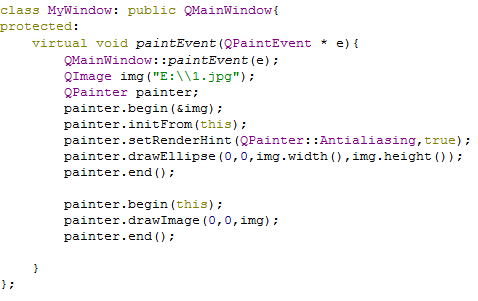 class MyWindow: public QMainWindow{
protected:
    virtual void paintEvent(QPaintEvent * e){
        QMainWindow::paintEvent(e);
        QImage img("E:\\1.jpg");
        QPainter painter;
        painter.begin(&img);
        painter.initFrom(this);
        painter.setRenderHint(QPainter::Antialiasing,true);
        painter.drawEllipse(0,0,img.width(),img.height());
        painter.end();

        painter.begin(this);
        painter.drawImage(0,0,img);
        painter.end();

    }
};